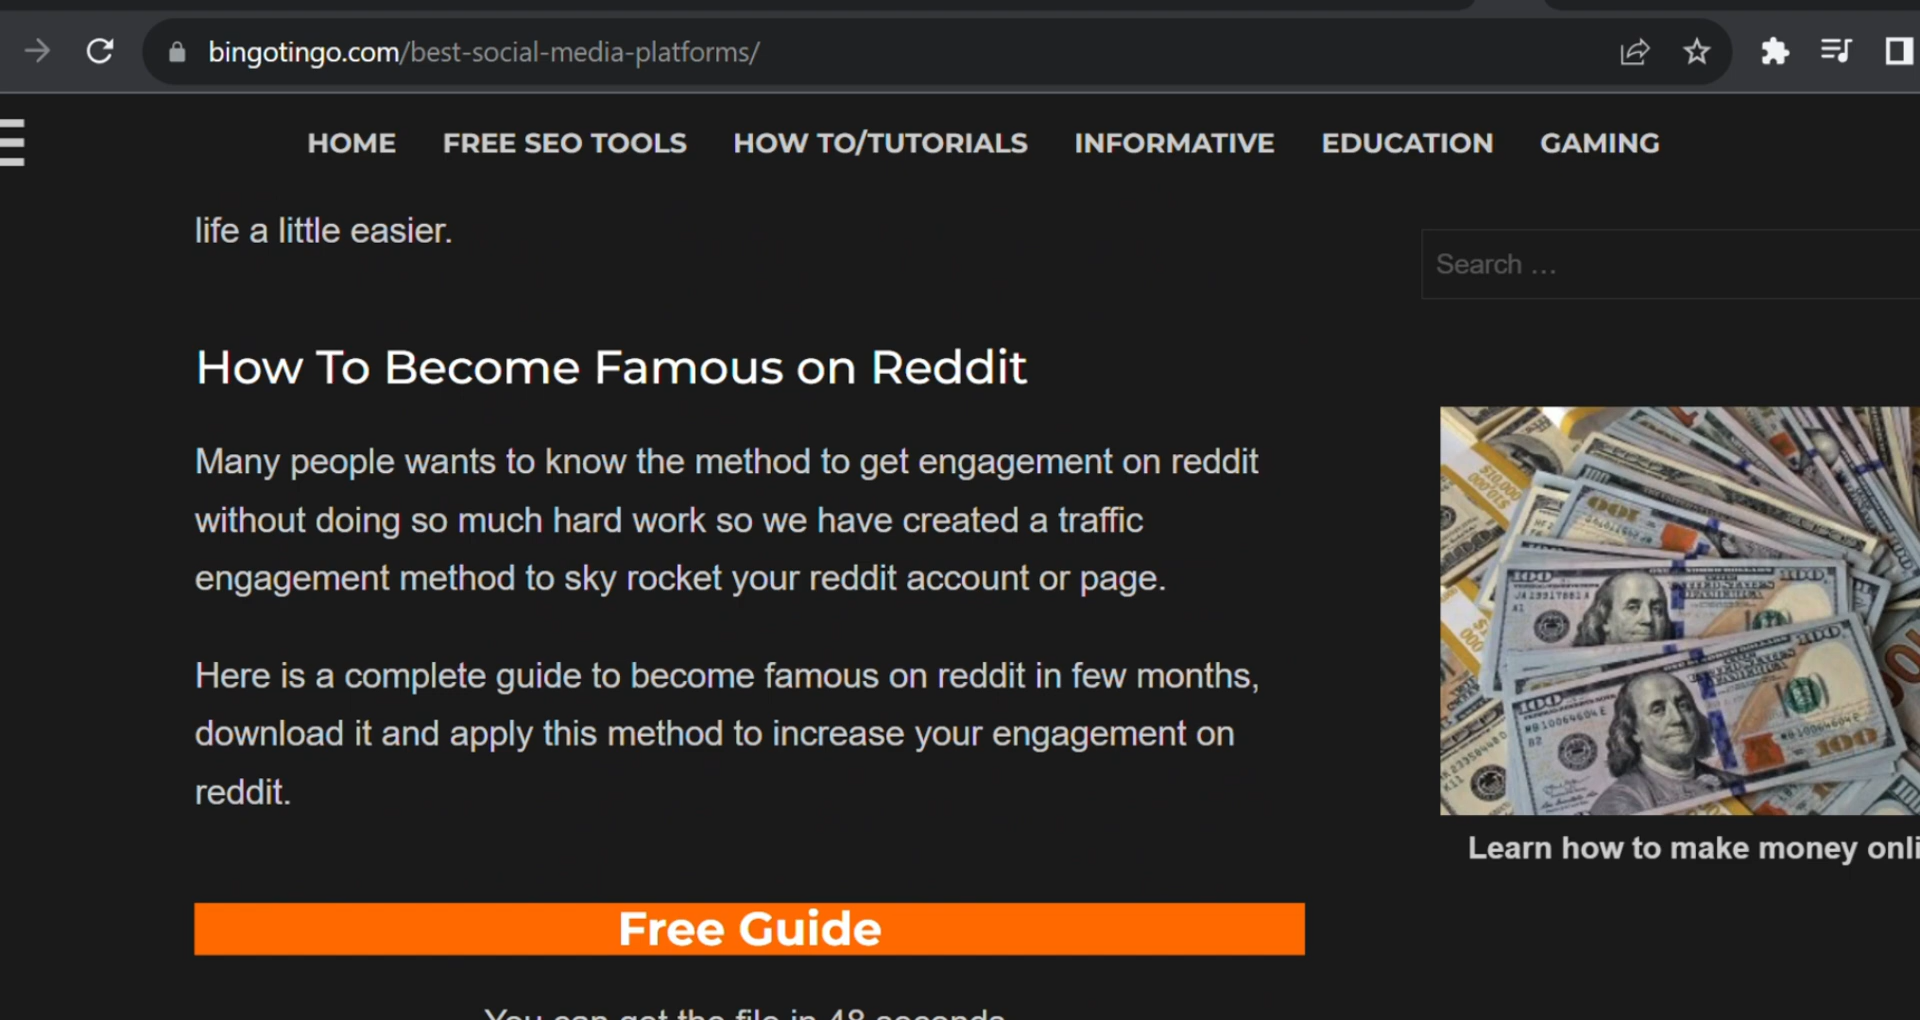 bingotingo.com/best-social-media-platforms/
HOME FREE SEO TOOLS HOW TO/TUTORIALS INFORMATIVE EDUCATION GAMING
life a little easier.
Search ...
How To Become Famous on Reddit
Many people wants to know the method to get engagement on reddit
without doing so much hard work so we have created a traffic
engagement method to sky rocket your reddit account or page.
Here is a complete guide to become famous on reddit in few months,
download it and apply this method to increase your engagement on
reddit.
Learn how to make money onli
Free Guide
You can get the file in 48 seconds